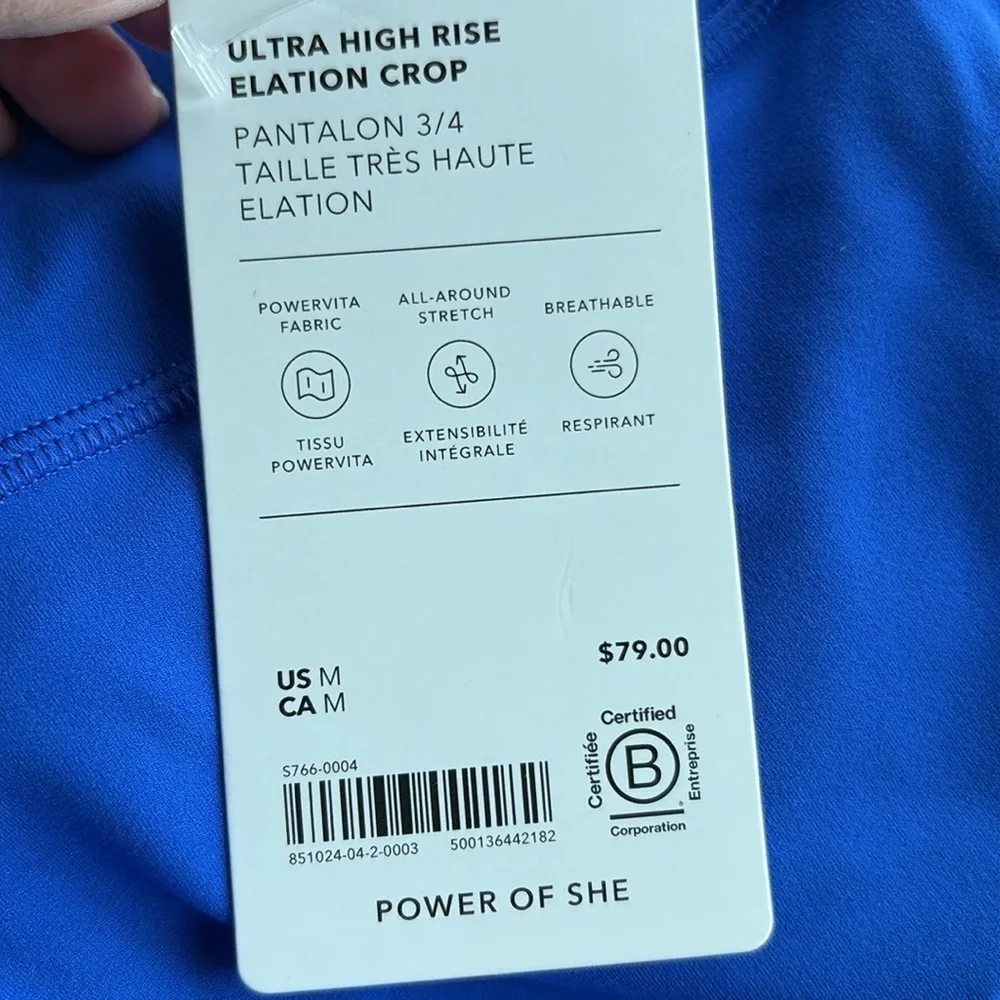 ULTRA HIGH RISE
ELATION CROP
PANTALON 3/4
TAILLE TRÈS HAUTE
ELATION
POWERVITA
FABRIC
ALL-AROUND
STRETCH
BREATHABLE
TISSU
POWERVITA
EXTENSIBILITÉ
INTÉGRALE
RESPIRANT
$79.00
US M
CA M
S766-0004
851024-04-2-0003 500136442182
Certified
Certifiée
B
Entreprise
Corporation
POWER OF SHE